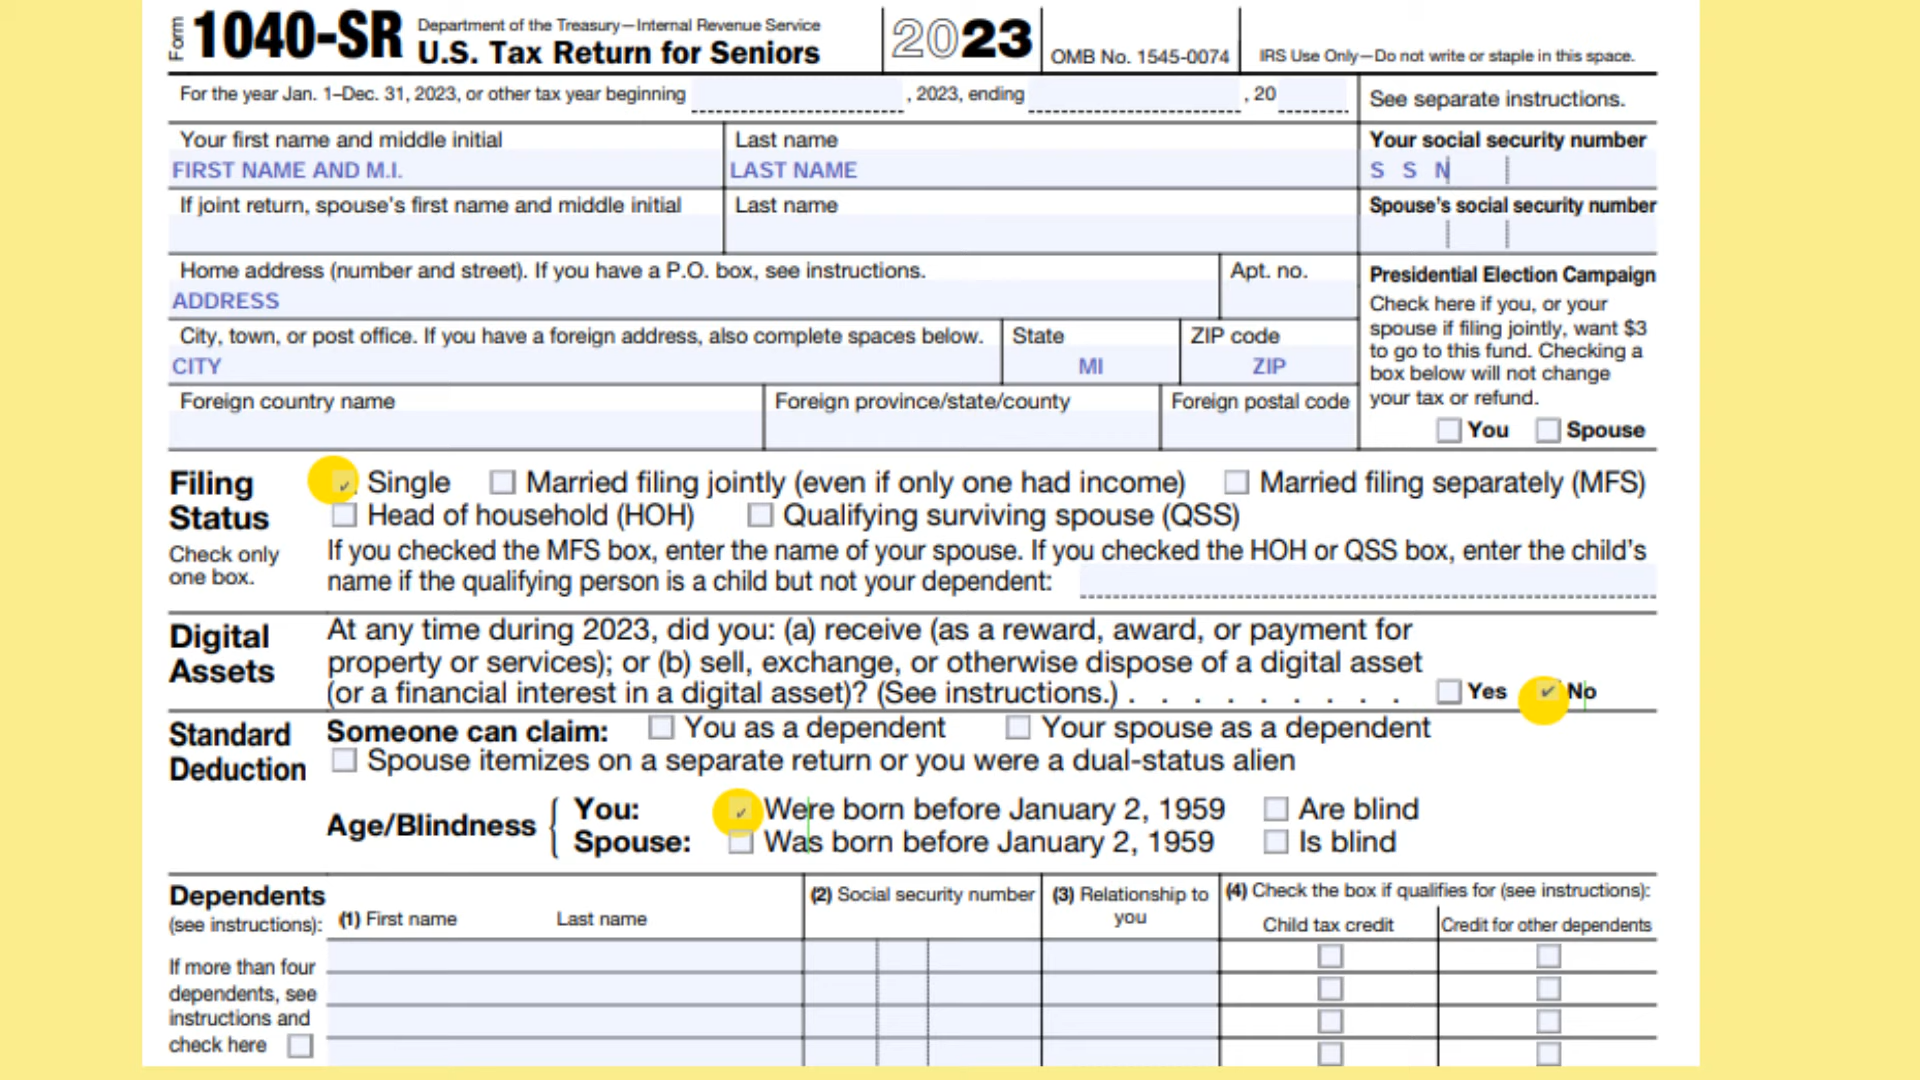 Form 1040-SR Department of the Treasury—Internal Revenue Service
U.S. Tax Return for Seniors
2023
OMB No. 1545-0074
IRS Use Only—Do not write or staple in this space.
For the year Jan. 1–Dec. 31, 2023, or other tax year beginning , 2023, ending , 20
See separate instructions.
Your first name and middle initial
FIRST NAME AND M.I.
Last name
LAST NAME
Your social security number
S S N
If joint return, spouse's first name and middle initial
Last name
Spouse's social security number
Home address (number and street). If you have a P.O. box, see instructions.
ADDRESS
Apt. no.
City, town, or post office. If you have a foreign address, also complete spaces below.
CITY
State
MI
ZIP code
ZIP
Foreign country name
Foreign province/state/county
Foreign postal code
Presidential Election Campaign
Check here if you, or your
spouse if filing jointly, want $3
to go to this fund. Checking a
box below will not change
your tax or refund.
You Spouse
Filing
Status
Check only
one box.
Single Married filing jointly (even if only one had income) Married filing separately (MFS)
Head of household (HOH) Qualifying surviving spouse (QSS)
If you checked the MFS box, enter the name of your spouse. If you checked the HOH or QSS box, enter the child's
name if the qualifying person is a child but not your dependent:
Digital
Assets
At any time during 2023, did you: (a) receive (as a reward, award, or payment for
property or services); or (b) sell, exchange, or otherwise dispose of a digital asset
(or a financial interest in a digital asset)? (See instructions.) . . . . . . . . . Yes No
Standard
Deduction
Someone can claim: You as a dependent Your spouse as a dependent
Spouse itemizes on a separate return or you were a dual-status alien
Age/Blindness
You: Were born before January 2, 1959 Are blind
Spouse: Was born before January 2, 1959 Is blind
Dependents
(see instructions):
If more than four
dependents, see
instructions and
check here
(1) First name Last name
(2) Social security number
(3) Relationship to
you
(4) Check the box if qualifies for (see instructions):
Child tax credit
Credit for other dependents